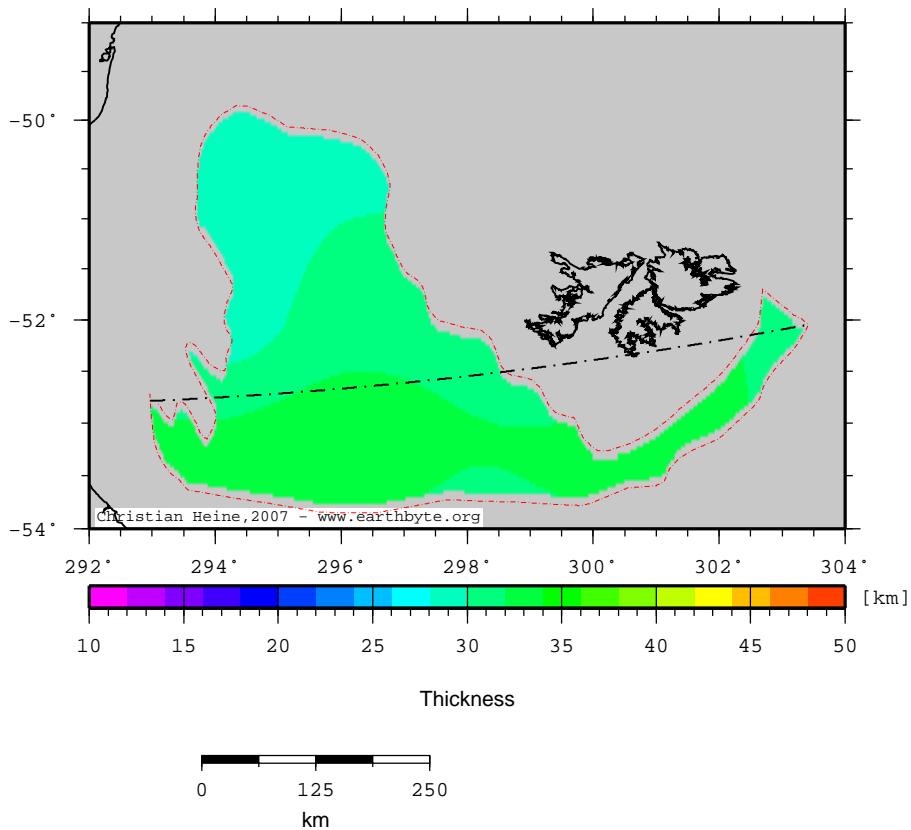 -50°
-52°
-54°
Christian Heine,2007 - www.earthbyte.org
292° 294° 296° 298° 300° 302° 304°
[km]
10 15 20 25 30 35 40 45 50
Thickness
0 125 250
km